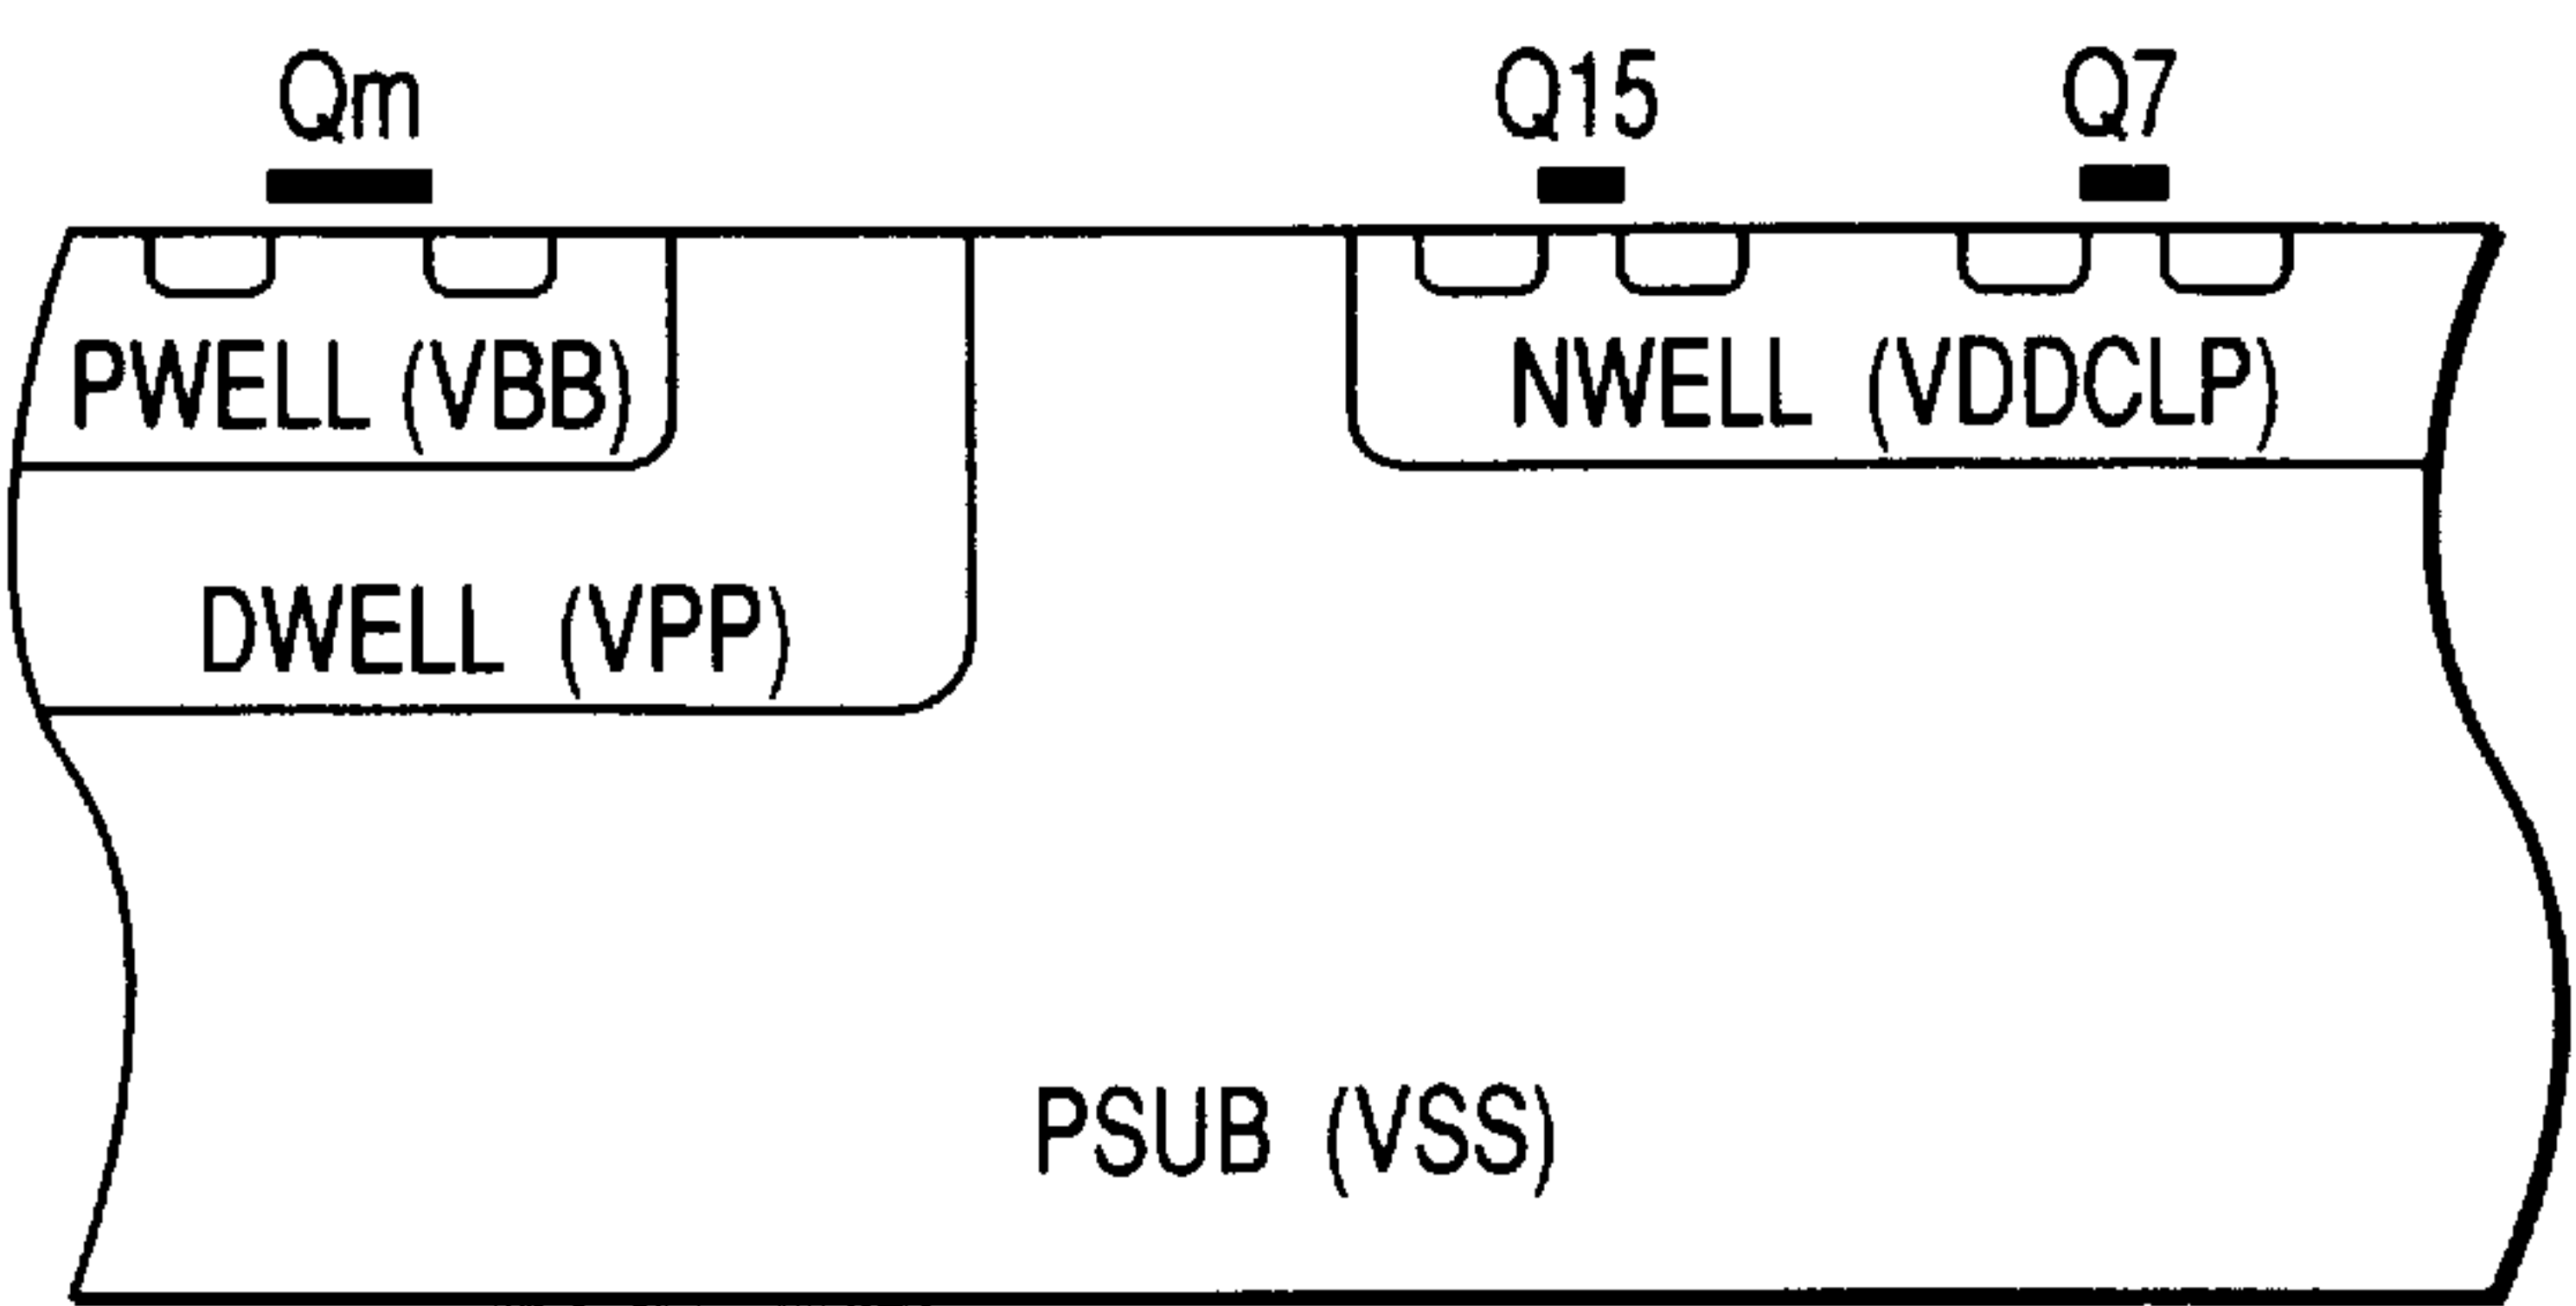 Qm Q15 Q7
PWELL (VBB) NWELL (VDDCLP)
DWELL (VPP)
PSUB (VSS)